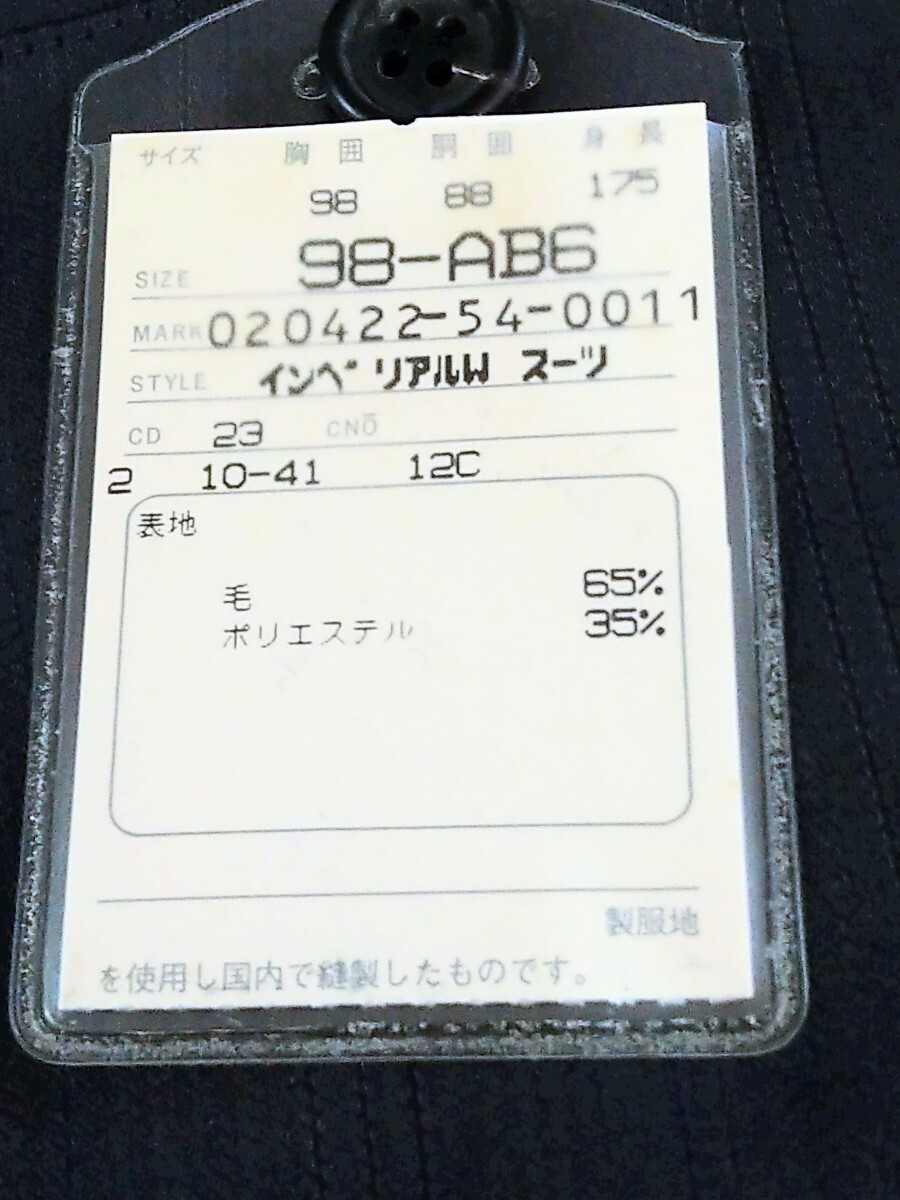 サイズ 胸囲 胴囲 身長
98 88 175
SIZE 98-AB6
MARK 020422-54-0011
STYLE インペリアルW スーツ
CD 23 CNō
2 10-41 12C
表地
毛 65%
ポリエステル 35%
製服地
を使用し国内で縫製したものです。